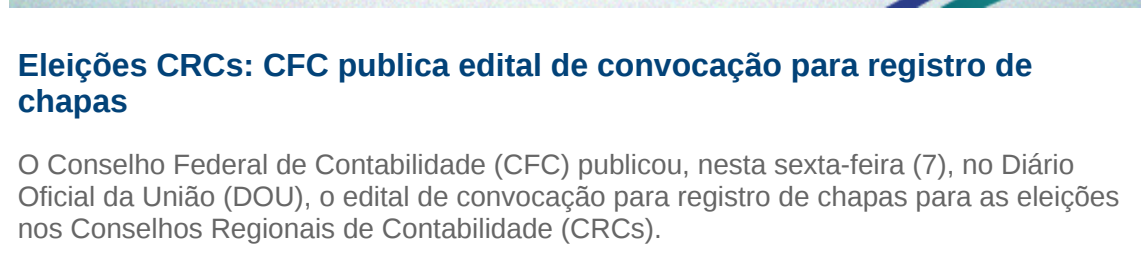 Eleições CRCs: CFC publica edital de convocação para registro de
chapas
O Conselho Federal de Contabilidade (CFC) publicou, nesta sexta-feira (7), no Diário
Oficial da União (DOU), o edital de convocação para registro de chapas para as eleições
nos Conselhos Regionais de Contabilidade (CRCs).